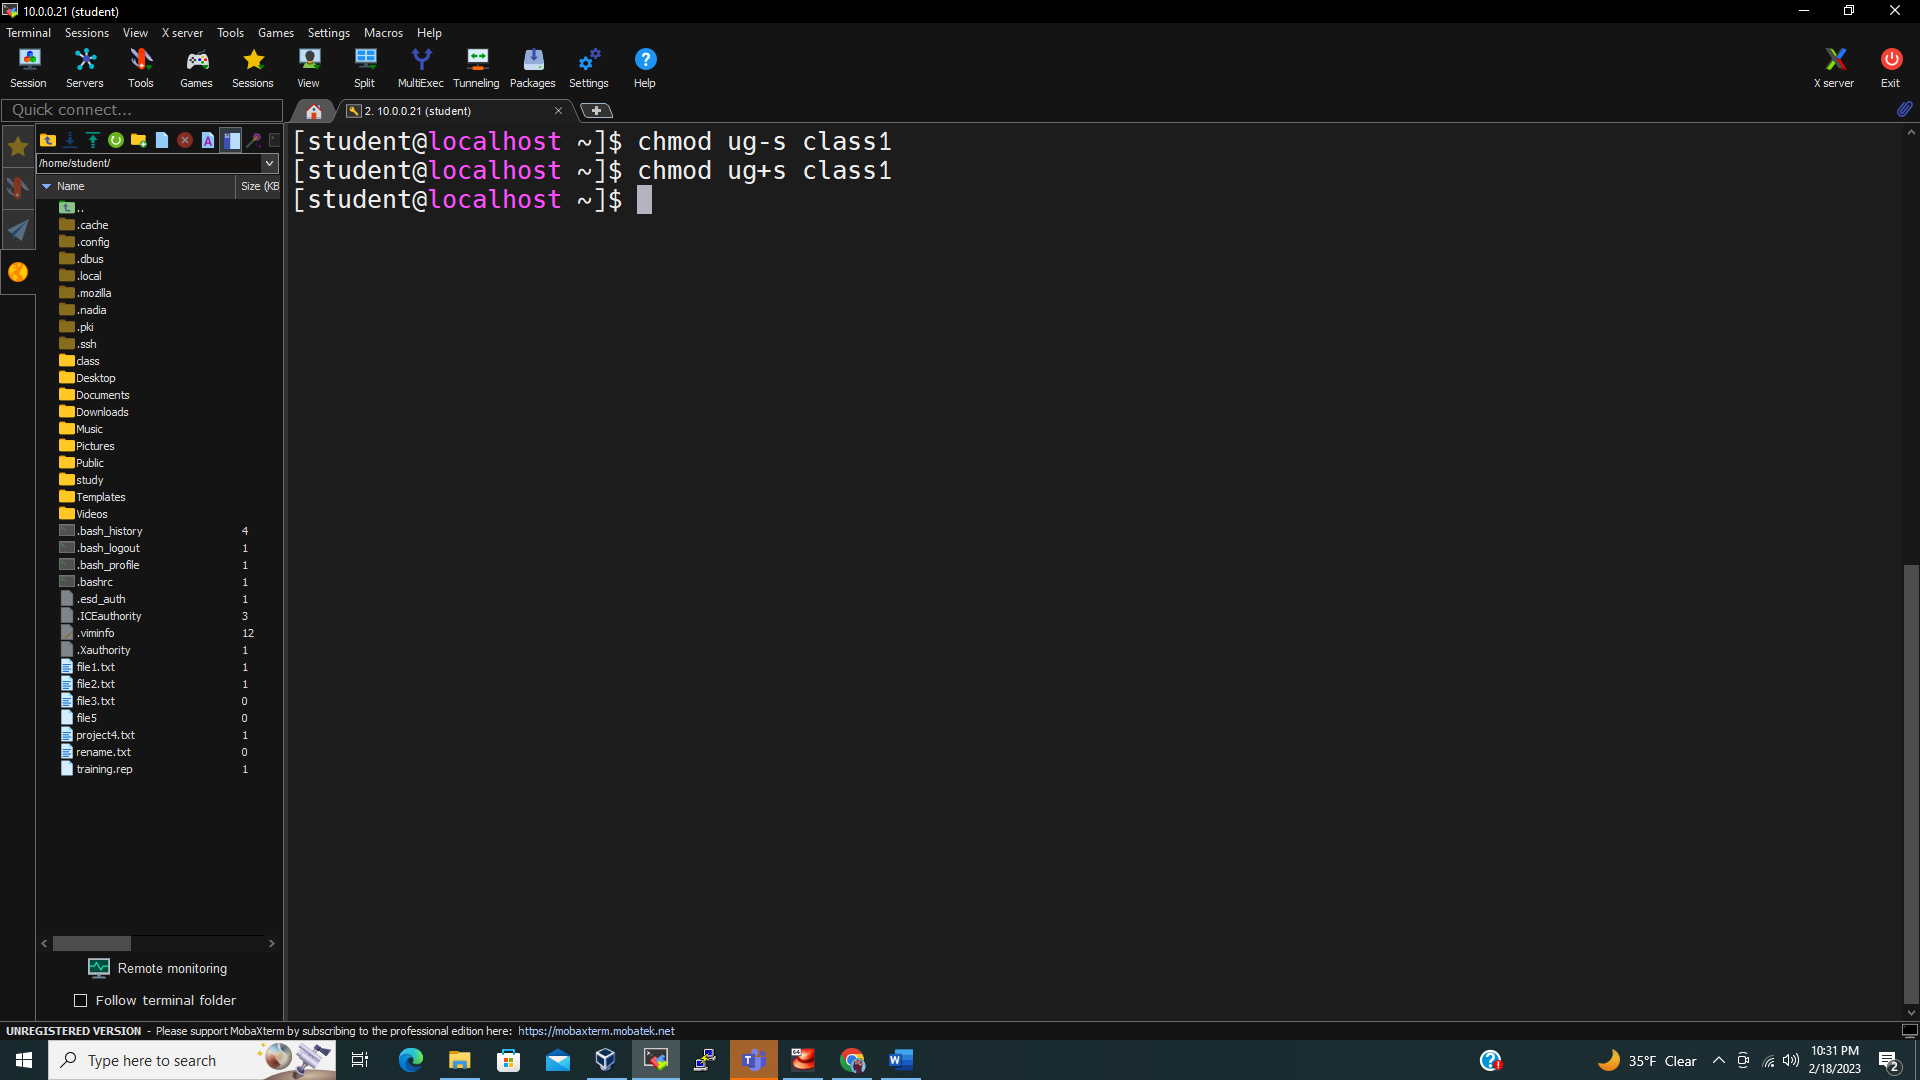 10.0.0.21 (student)
Terminal Sessions View X server Tools Games Settings Macros Help
Session Servers Tools Games Sessions View Split MultiExec Tunneling Packages Settings Help X server Exit
Quick connect...
2. 10.0.0.21 (student)
/home/student/
Name Size (KB
..
.cache
.config
.dbus
.local
.mozilla
.nadia
.pki
.ssh
class
Desktop
Documents
Downloads
Music
Pictures
Public
study
Templates
Videos
.bash_history 4
.bash_logout 1
.bash_profile 1
.bashrc 1
.esd_auth 1
.ICEauthority 3
.viminfo 12
.Xauthority 1
file1.txt 1
file2.txt 1
file3.txt 0
file5 0
project4.txt 1
rename.txt 0
training.rep 1
Remote monitoring
Follow terminal folder
[student@localhost ~]$ chmod ug-s class1
[student@localhost ~]$ chmod ug+s class1
[student@localhost ~]$
UNREGISTERED VERSION - Please support MobaXterm by subscribing to the professional edition here: https://mobaxterm.mobatek.net
Type here to search
35°F Clear
10:31 PM
2/18/2023
2